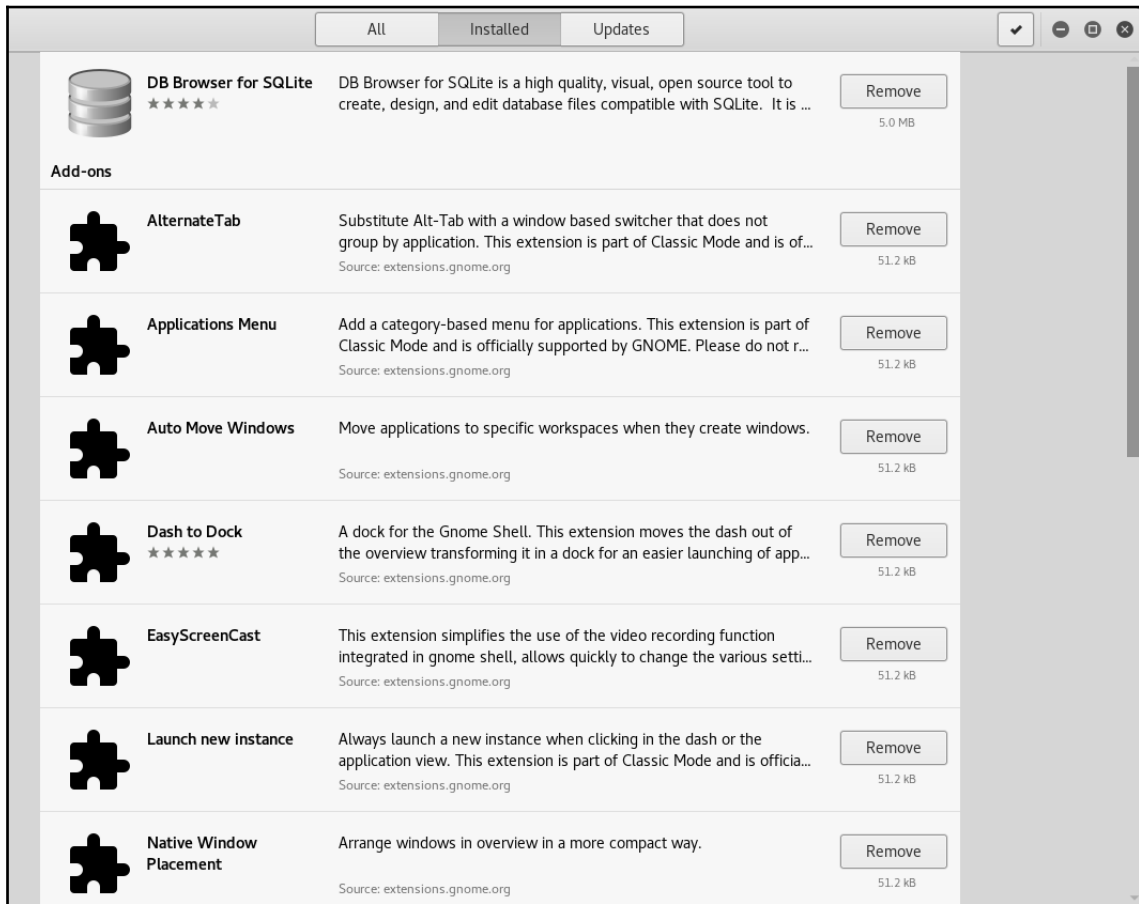 All Installed Updates
DB Browser for SQLite
DB Browser for SQLite is a high quality, visual, open source tool to
create, design, and edit database files compatible with SQLite. It is ...
Remove
5.0 MB
Add-ons
AlternateTab
Substitute Alt-Tab with a window based switcher that does not
group by application. This extension is part of Classic Mode and is of...
Source: extensions.gnome.org
Remove
51.2 kB
Applications Menu
Add a category-based menu for applications. This extension is part of
Classic Mode and is officially supported by GNOME. Please do not r...
Source: extensions.gnome.org
Remove
51.2 kB
Auto Move Windows
Move applications to specific workspaces when they create windows.
Source: extensions.gnome.org
Remove
51.2 kB
Dash to Dock
A dock for the Gnome Shell. This extension moves the dash out of
the overview transforming it in a dock for an easier launching of app...
Source: extensions.gnome.org
Remove
51.2 kB
EasyScreenCast
This extension simplifies the use of the video recording function
integrated in gnome shell, allows quickly to change the various setti...
Source: extensions.gnome.org
Remove
51.2 kB
Launch new instance
Always launch a new instance when clicking in the dash or the
application view. This extension is part of Classic Mode and is officia...
Source: extensions.gnome.org
Remove
51.2 kB
Native Window
Placement
Arrange windows in overview in a more compact way.
Source: extensions.gnome.org
Remove
51.2 kB